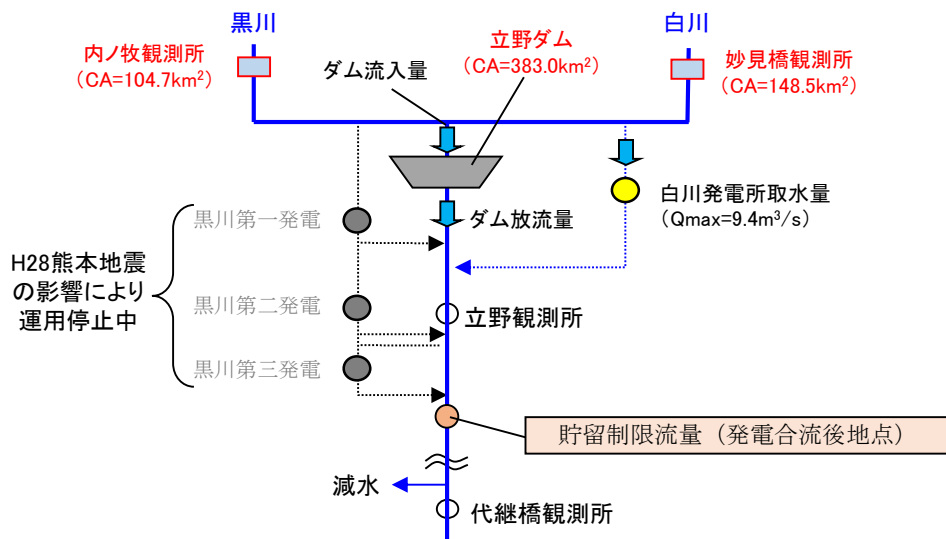 黒川
白川
内ノ牧観測所
（CA=104.7km²）
ダム流入量
立野ダム
（CA=383.0km²）
妙見橋観測所
（CA=148.5km²）
白川発電所取水量
（Qmax=9.4m³/s）
黒川第一発電
ダム放流量
H28熊本地震
の影響により
運用停止中
黒川第二発電
立野観測所
黒川第三発電
貯留制限流量（発電合流後地点）
減水
代継橋観測所